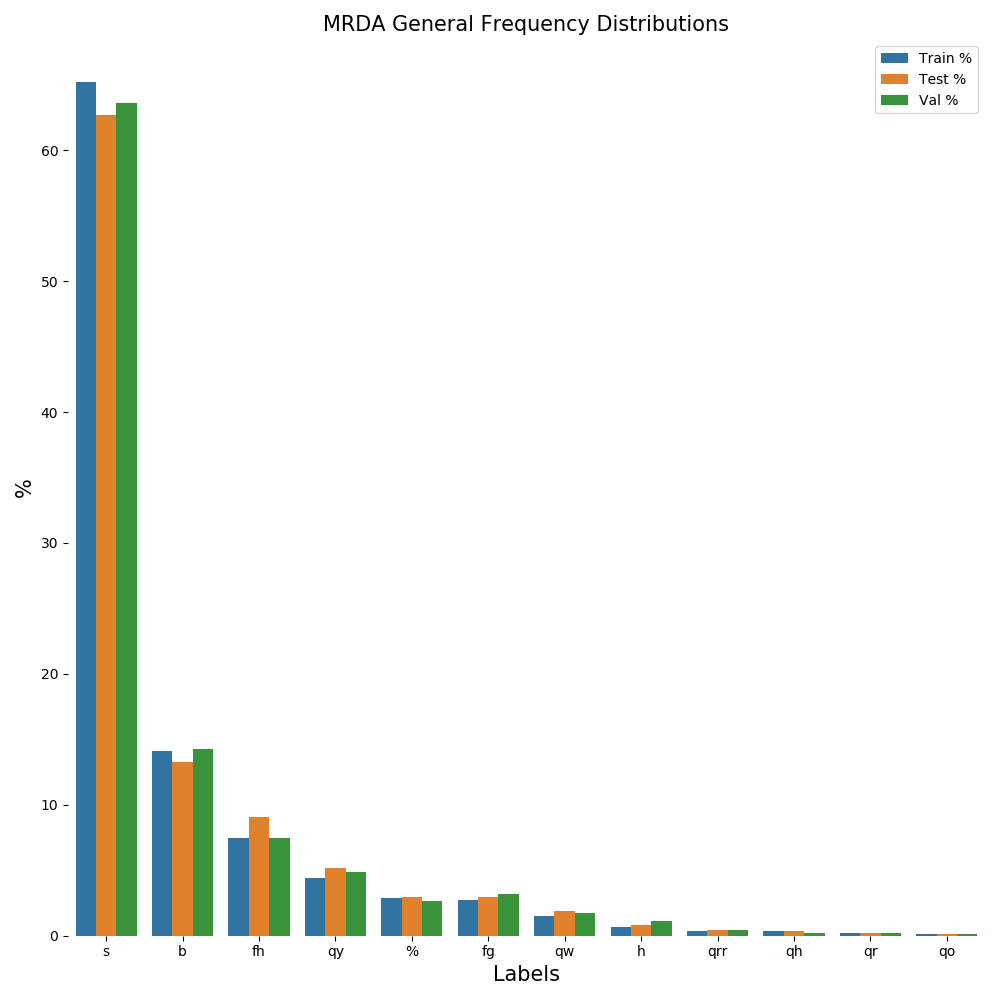 MRDA General Frequency Distributions
Train %
Test %
Val %
60
50
40
30
20
10
0
%
s b fh qy % fg qw h qrr qh qr qo
Labels